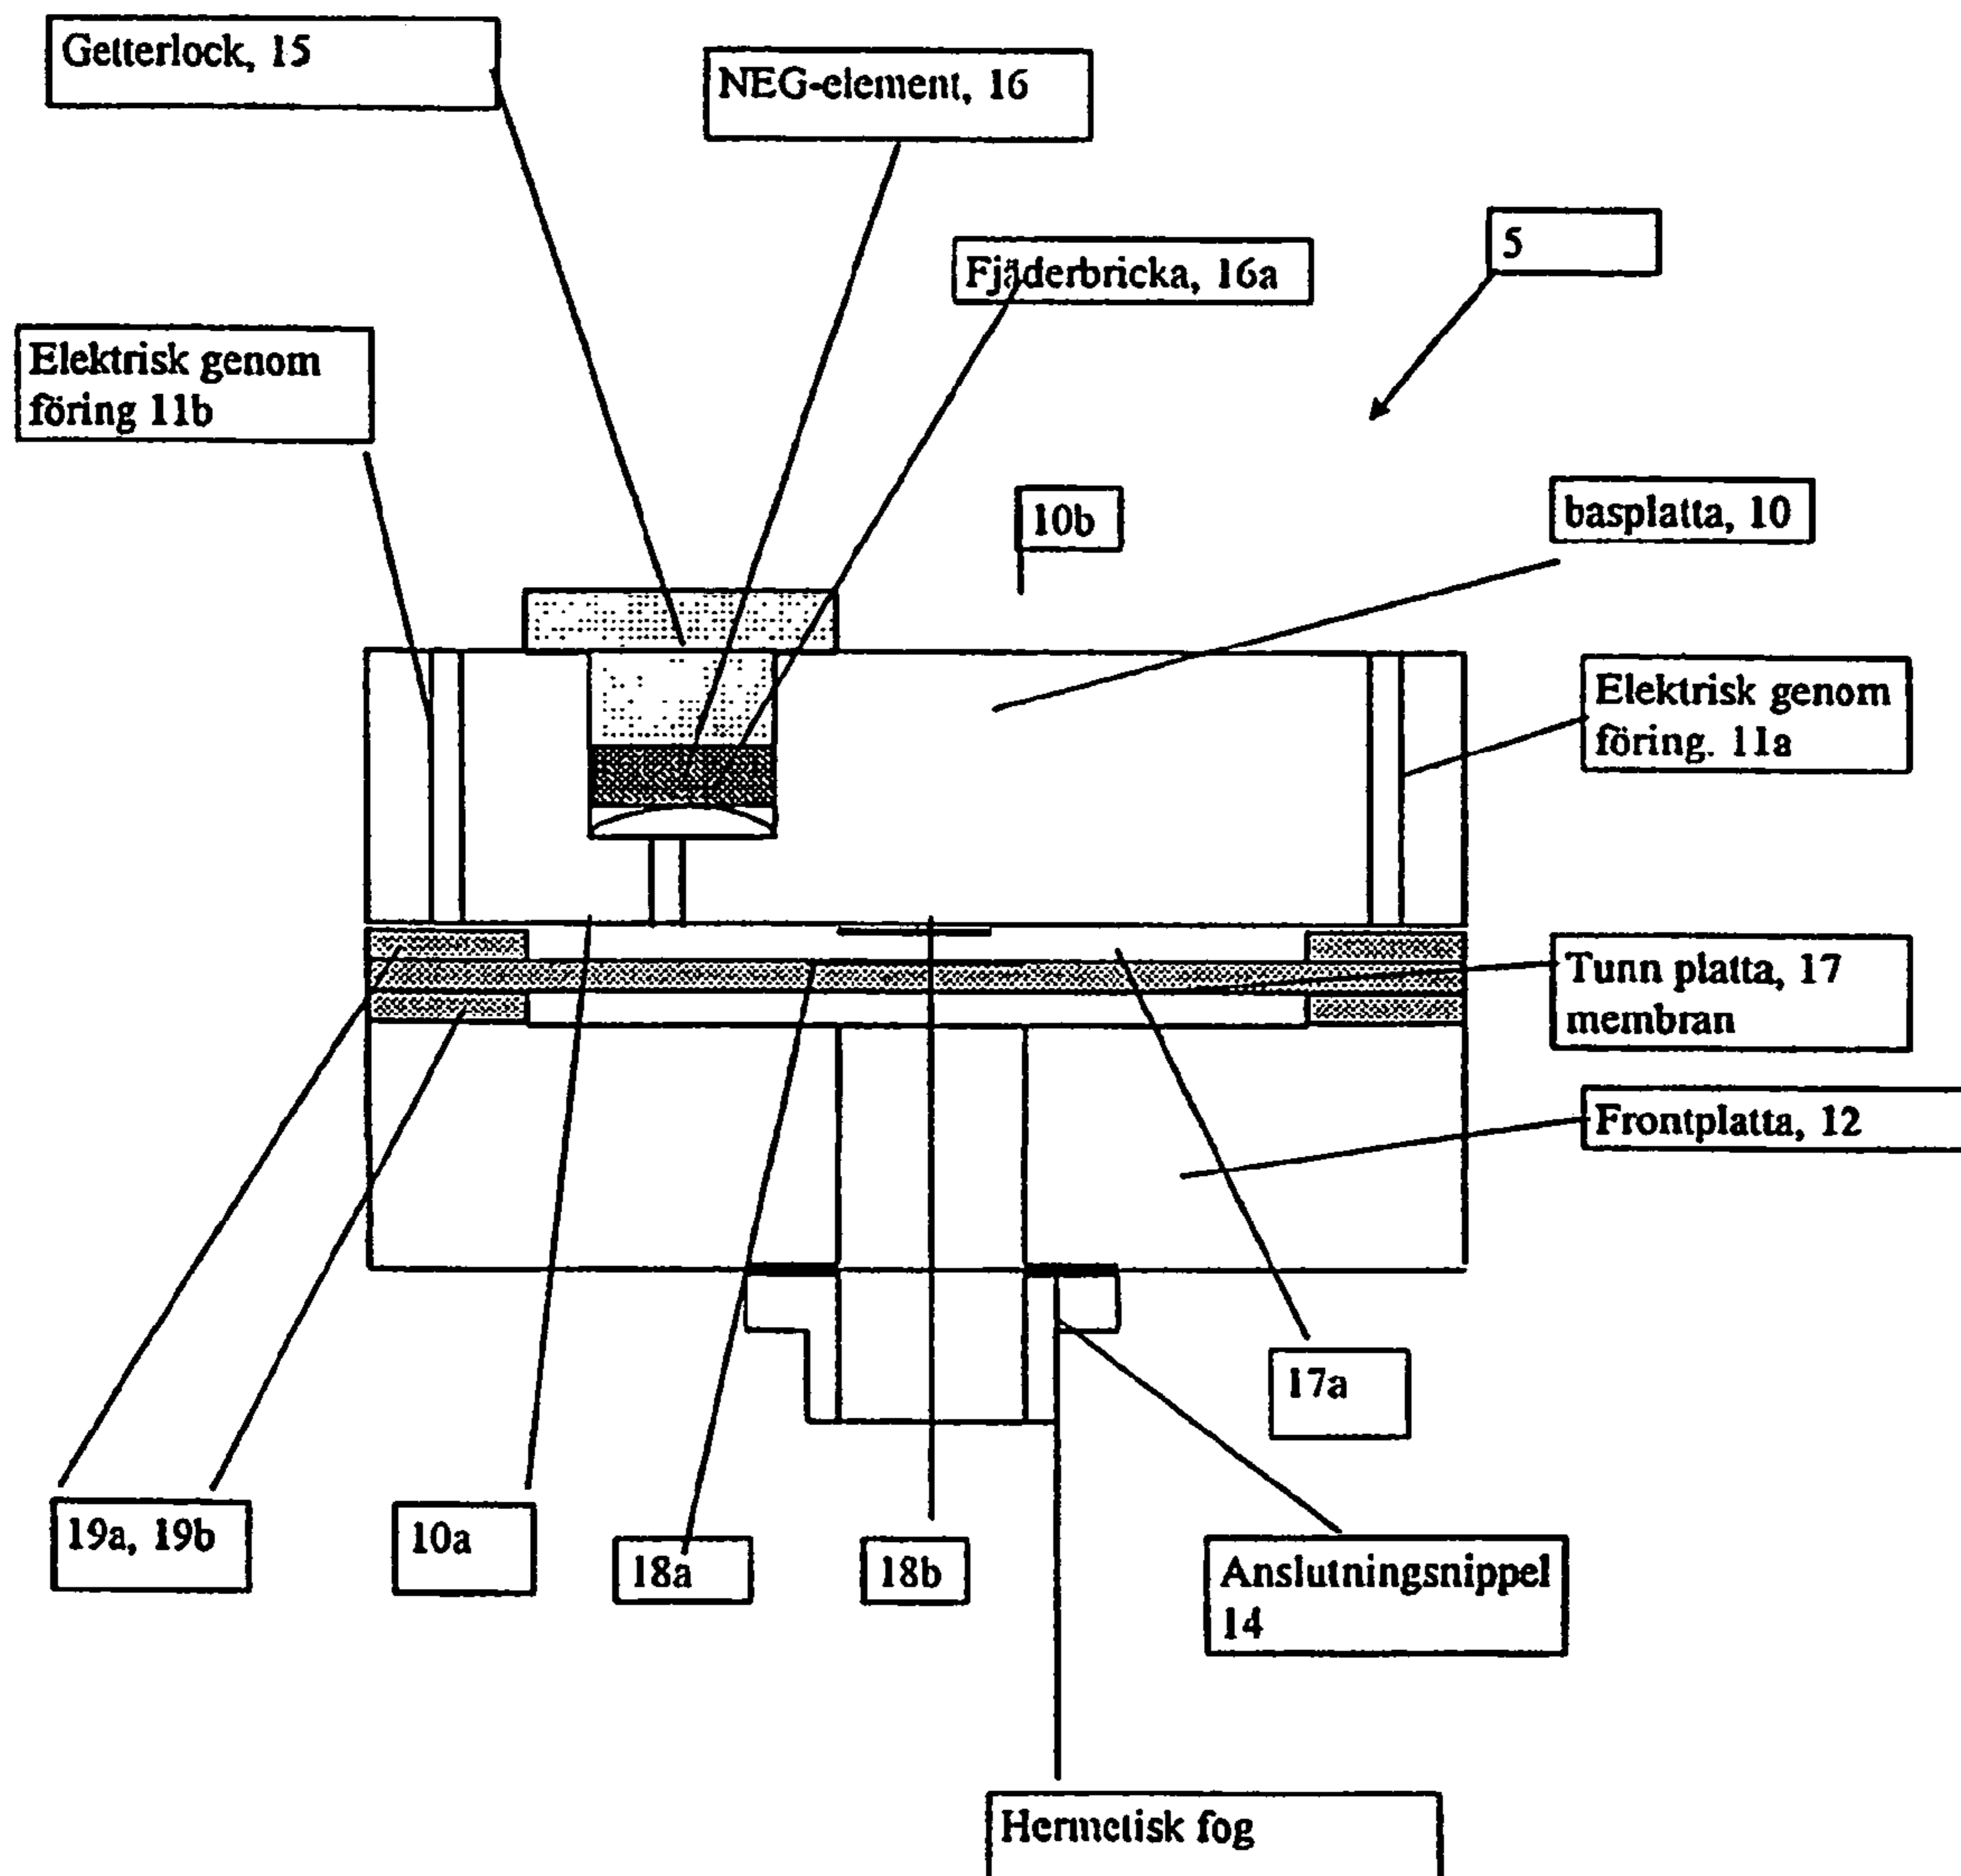 Getterlock, 15
NEG-element, 16
5
Fjäderbricka, 16a
Elektrisk genom
föring 11b
10b
basplatta, 10
Elektrisk genom
föring. 11a
Tunn platta, 17
membran
Frontplatta, 12
17a
19a, 19b
10a
18a
18b
Anslutningsnippel
14
Hermetisk fog